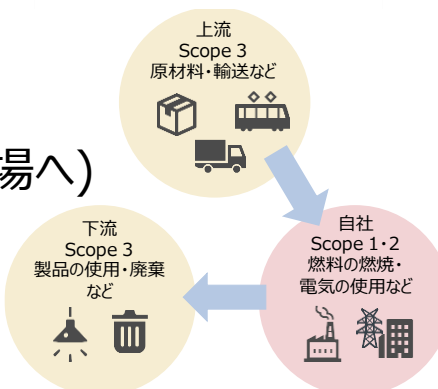 上流
Scope 3
原材料・輸送など
場へ)
自社
Scope 1・2
燃料の燃焼・
電気の使用など
下流
Scope 3
製品の使用・廃棄
など